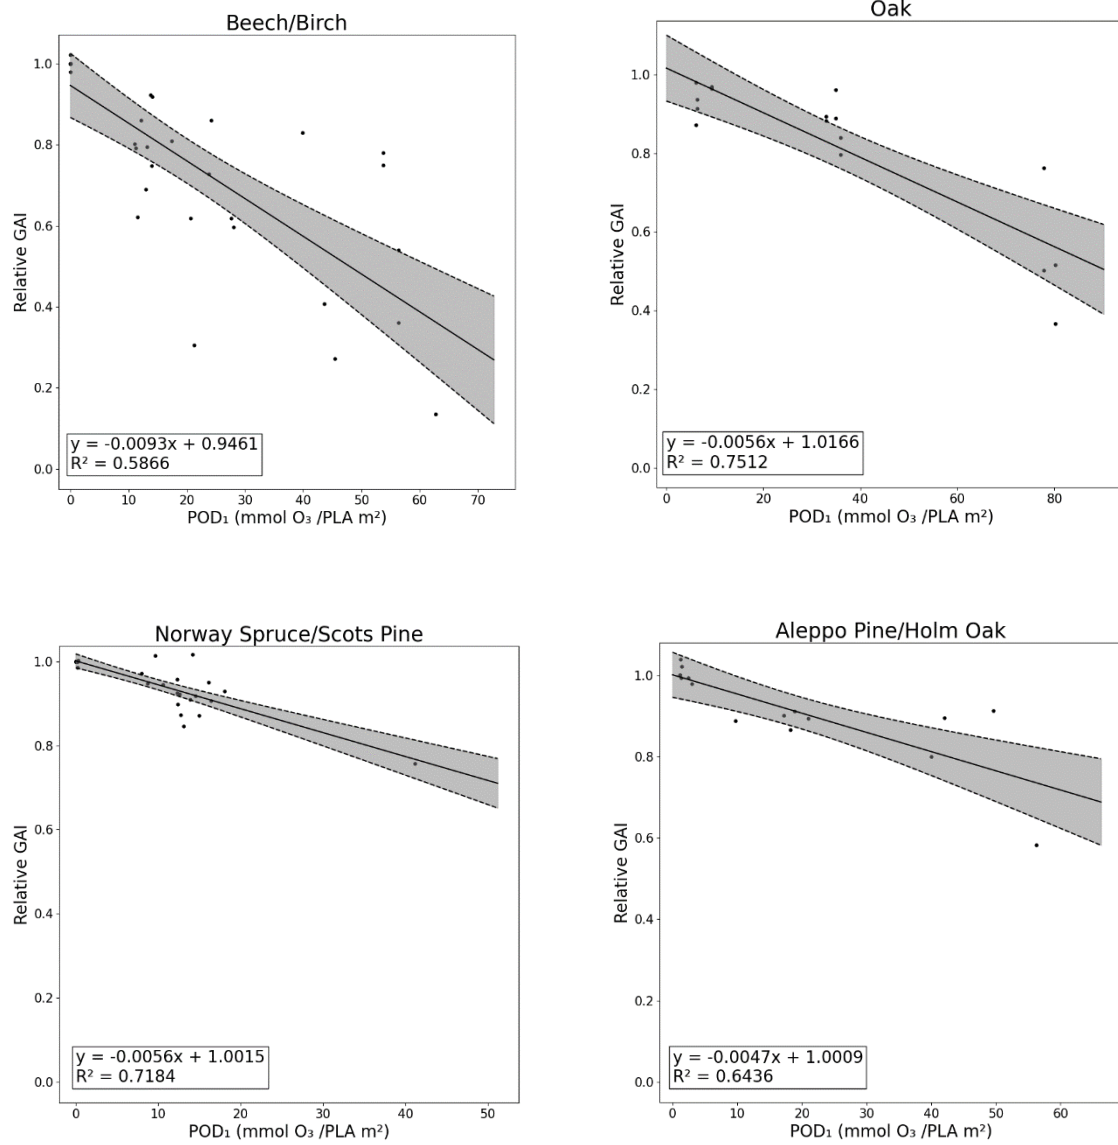 Beech/Birch
1.0
0.8
0.6
0.4
0.2
0.0
Relative GAI
y = -0.0093x + 0.9461
R² = 0.5866
0 10 20 30 40 50 60 70
POD₁ (mmol O₃ /PLA m²)
Oak
1.0
0.8
0.6
0.4
0.2
0.0
Relative GAI
y = -0.0056x + 1.0166
R² = 0.7512
0 20 40 60 80
POD₁ (mmol O₃ /PLA m²)
Norway Spruce/Scots Pine
1.0
0.8
0.6
0.4
0.2
0.0
Relative GAI
y = -0.0056x + 1.0015
R² = 0.7184
0 10 20 30 40 50
POD₁ (mmol O₃ /PLA m²)
Aleppo Pine/Holm Oak
1.0
0.8
0.6
0.4
0.2
0.0
Relative GAI
y = -0.0047x + 1.0009
R² = 0.6436
0 10 20 30 40 50 60
POD₁ (mmol O₃ /PLA m²)